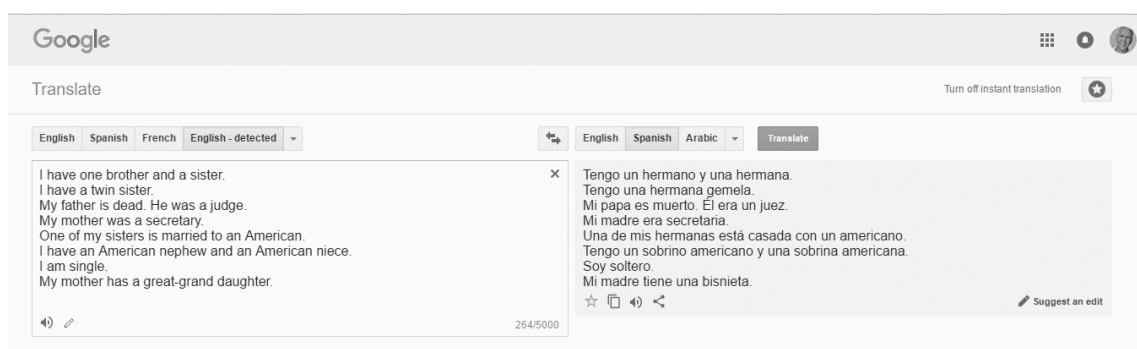 Google
Translate
Turn off instant translation
English Spanish French English - detected
English Spanish Arabic Translate
I have one brother and a sister.
I have a twin sister.
My father is dead. He was a judge.
My mother was a secretary.
One of my sisters is married to an American.
I have an American nephew and an American niece.
I am single.
My mother has a great-grand daughter.
264/5000
Tengo un hermano y una hermana.
Tengo una hermana gemela.
Mi papa es muerto. Él era un juez.
Mi madre era secretaria.
Una de mis hermanas está casada con un americano.
Tengo un sobrino americano y una sobrina americana.
Soy soltero.
Mi madre tiene una bisnieta.
Suggest an edit